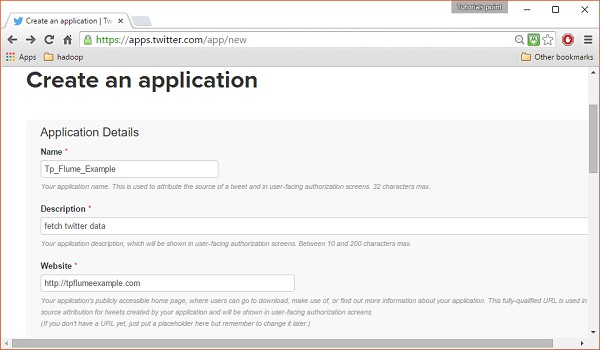 Tutorials point
Create an application | Tw
https://apps.twitter.com/app/new
Apps
hadoop
Other bookmarks
Create an application
Application Details
Name *
Tp_Flume_Example
Your application name. This is used to attribute the source of a tweet and in user-facing authorization screens. 32 characters max.
Description *
fetch twitter data
Your application description, which will be shown in user-facing authorization screens. Between 10 and 200 characters max.
Website *
http://tpflumeexample.com
Your application's publicly accessible home page, where users can go to download, make use of, or find out more information about your application. This fully-qualified URL is used in
source attribution for tweets created by your application and will be shown in user-facing authorization screens.
(If you don't have a URL yet, just put a placeholder here but remember to change it later.)